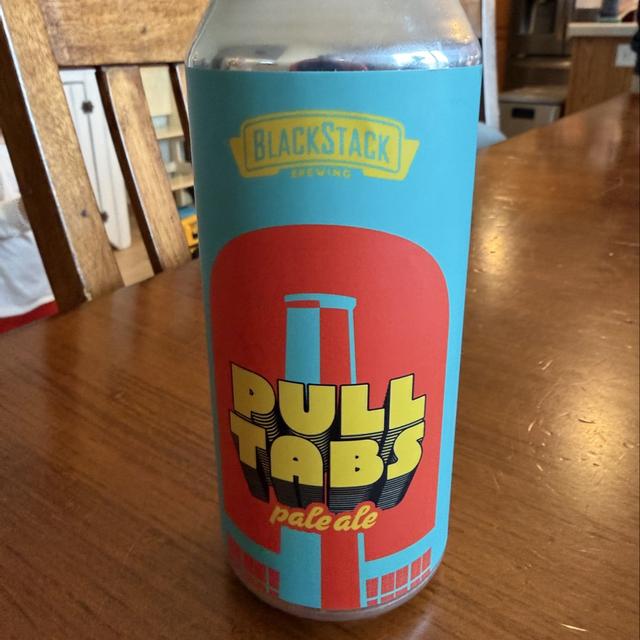 BLACKSTACK
BREWING
PULL
TABS
pale ale